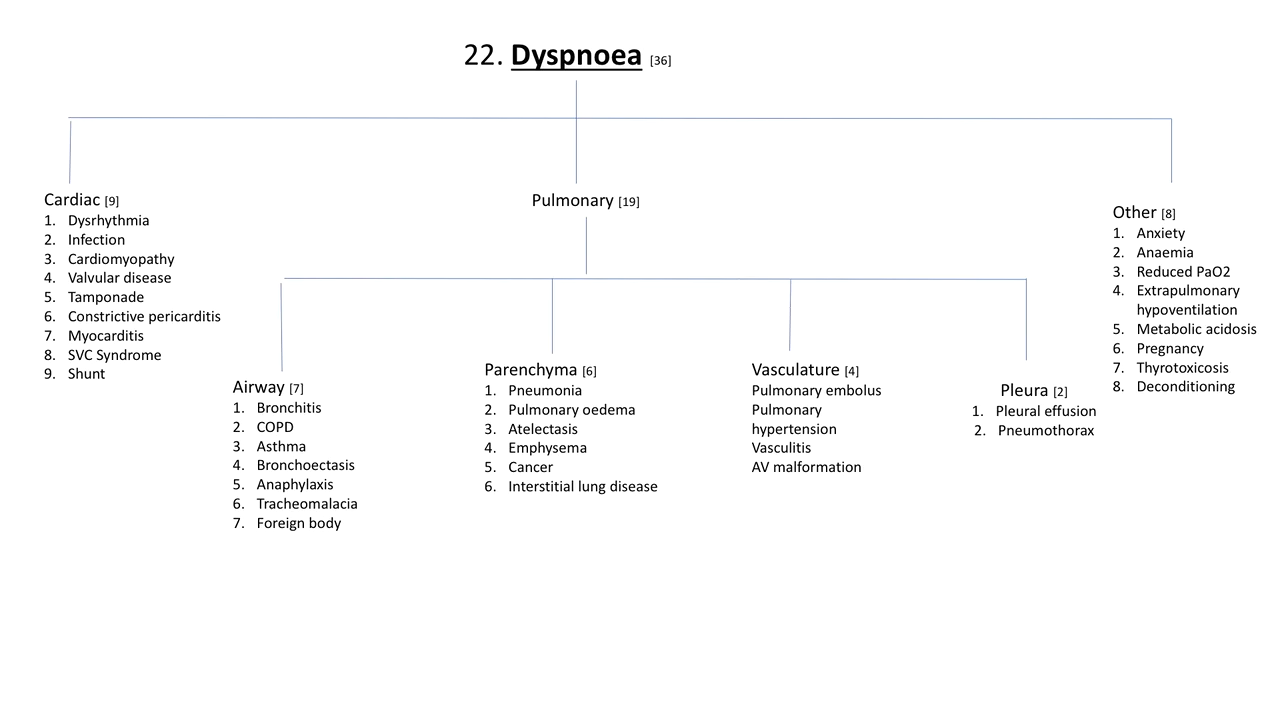 22. Dyspnoea [36]
Cardiac [9]
1. Dysrhythmia
2. Infection
3. Cardiomyopathy
4. Valvular disease
5. Tamponade
6. Constrictive pericarditis
7. Myocarditis
8. SVC Syndrome
9. Shunt
Pulmonary [19]
Airway [7]
1. Bronchitis
2. COPD
3. Asthma
4. Bronchoectasis
5. Anaphylaxis
6. Tracheomalacia
7. Foreign body
Parenchyma [6]
1. Pneumonia
2. Pulmonary oedema
3. Atelectasis
4. Emphysema
5. Cancer
6. Interstitial lung disease
Vasculature [4]
Pulmonary embolus
Pulmonary
hypertension
Vasculitis
AV malformation
Pleura [2]
1. Pleural effusion
2. Pneumothorax
Other [8]
1. Anxiety
2. Anaemia
3. Reduced PaO2
4. Extrapulmonary
hypoventilation
5. Metabolic acidosis
6. Pregnancy
7. Thyrotoxicosis
8. Deconditioning